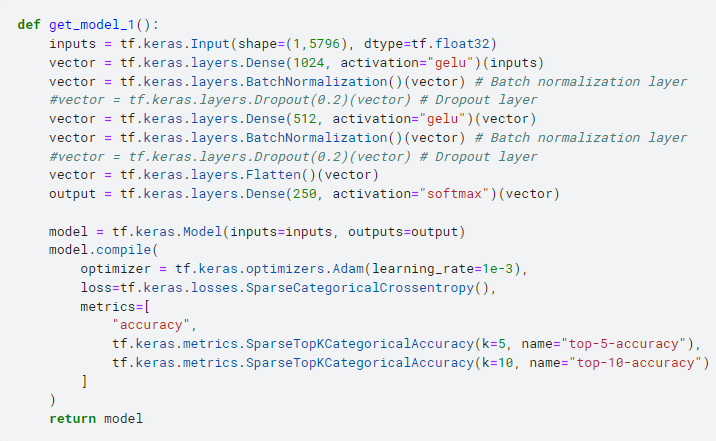 def get_model_1():
    inputs = tf.keras.Input(shape=(1,5796), dtype=tf.float32)
    vector = tf.keras.layers.Dense(1024, activation="gelu")(inputs)
    vector = tf.keras.layers.BatchNormalization()(vector) # Batch normalization layer
    #vector = tf.keras.layers.Dropout(0.2)(vector) # Dropout layer
    vector = tf.keras.layers.Dense(512, activation="gelu")(vector)
    vector = tf.keras.layers.BatchNormalization()(vector) # Batch normalization layer
    #vector = tf.keras.layers.Dropout(0.2)(vector) # Dropout layer
    vector = tf.keras.layers.Flatten()(vector)
    output = tf.keras.layers.Dense(250, activation="softmax")(vector)

    model = tf.keras.Model(inputs=inputs, outputs=output)
    model.compile(
        optimizer = tf.keras.optimizers.Adam(learning_rate=1e-3),
        loss=tf.keras.losses.SparseCategoricalCrossentropy(),
        metrics=[
            "accuracy",
            tf.keras.metrics.SparseTopKCategoricalAccuracy(k=5, name="top-5-accuracy"),
            tf.keras.metrics.SparseTopKCategoricalAccuracy(k=10, name="top-10-accuracy")
        ]
    )
    return model